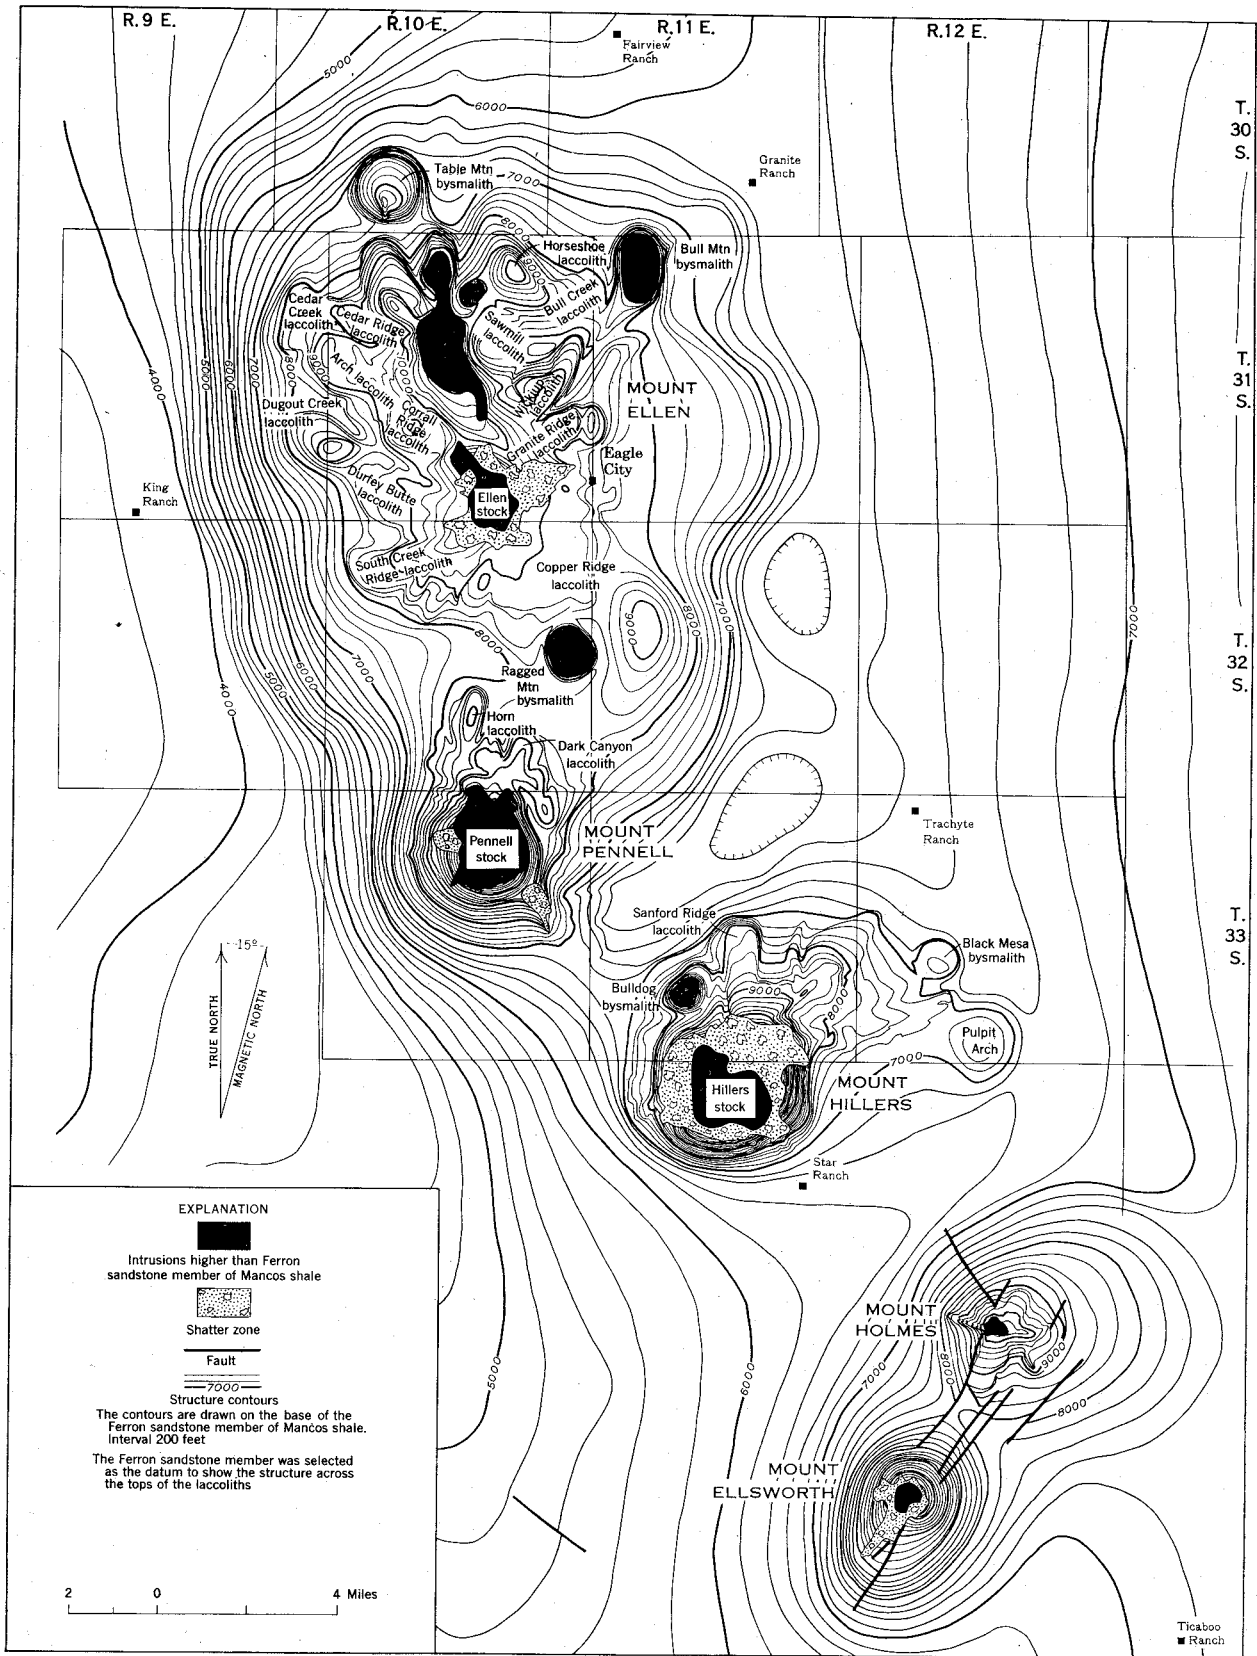 R. 9 E.
R. 10 E.
R. 11 E.
R. 12 E.
Fairview
Ranch
5000
6000
T.
30
S.
Granite
Ranch
Table Mtn
bysmalith
7000
8000
9000
Horseshoe
laccolith
Bull Mtn
bysmalith
Bull Creek
laccolith
Cedar
Creek
laccolith
Cedar Ridge
laccolith
Sawmill
laccolith
4000
5000
6000
7000
8000
9000
10000
Arch laccolith
T.
31
S.
Wickiup
laccolith
MOUNT
ELLEN
Dugout Creek
laccolith
Corral
Ridge
laccolith
Granite Ridge
laccolith
Eagle
City
King
Ranch
Durfey Butte
laccolith
Ellen
stock
South Creek
Ridge laccolith
Copper Ridge
laccolith
9000
8000
7000
7000
8000
T.
32
S.
4000
5000
6000
7000
Ragged
Mtn
bysmalith
Horn
laccolith
Dark Canyon
laccolith
Trachyte
Ranch
Pennell
stock
MOUNT
PENNELL
Sanford Ridge
laccolith
T.
33
S.
15°
TRUE NORTH
MAGNETIC NORTH
Black Mesa
bysmalith
Bulldog
bysmalith
9000
8000
Pulpit
Arch
7000
Hillers
stock
MOUNT
HILLERS
Star
Ranch
MOUNT
HOLMES
7000
8000
9000
8000
5000
6000
MOUNT
ELLSWORTH
Ticaboo
Ranch
EXPLANATION
Intrusions higher than Ferron
sandstone member of Mancos shale
Shatter zone
Fault
7000
Structure contours
The contours are drawn on the base of the
Ferron sandstone member of Mancos shale.
Interval 200 feet
The Ferron sandstone member was selected
as the datum to show the structure across
the tops of the laccoliths
2 0 4 Miles